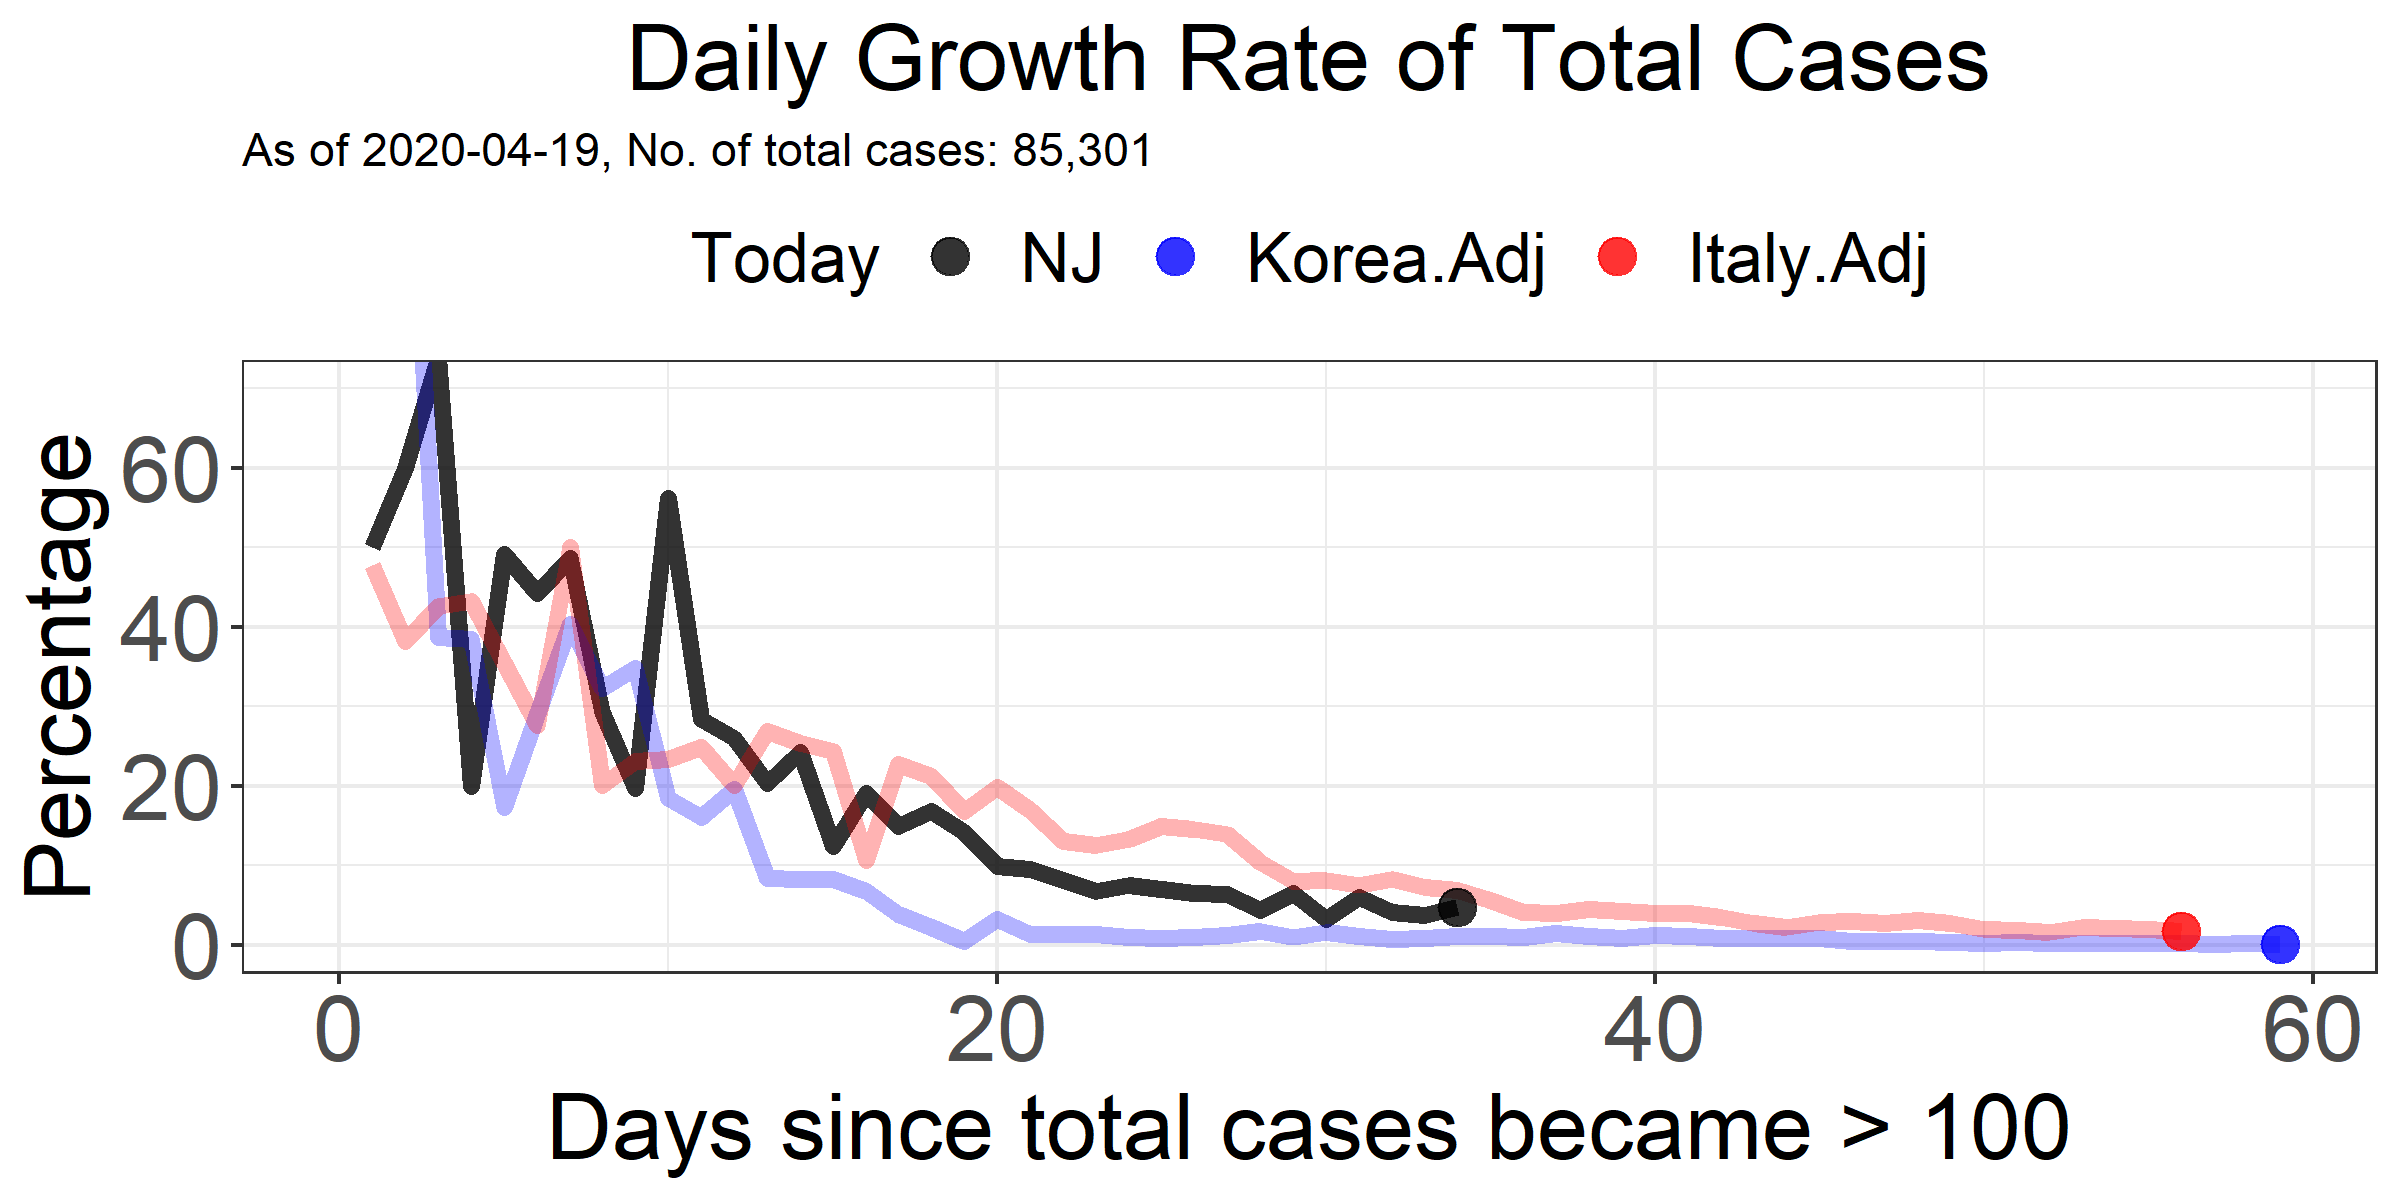 Daily Growth Rate of Total Cases
As of 2020-04-19, No. of total cases: 85,301
Today NJ Korea.Adj Italy.Adj
Percentage
60
40
20
0
0 20 40 60
Days since total cases became > 100